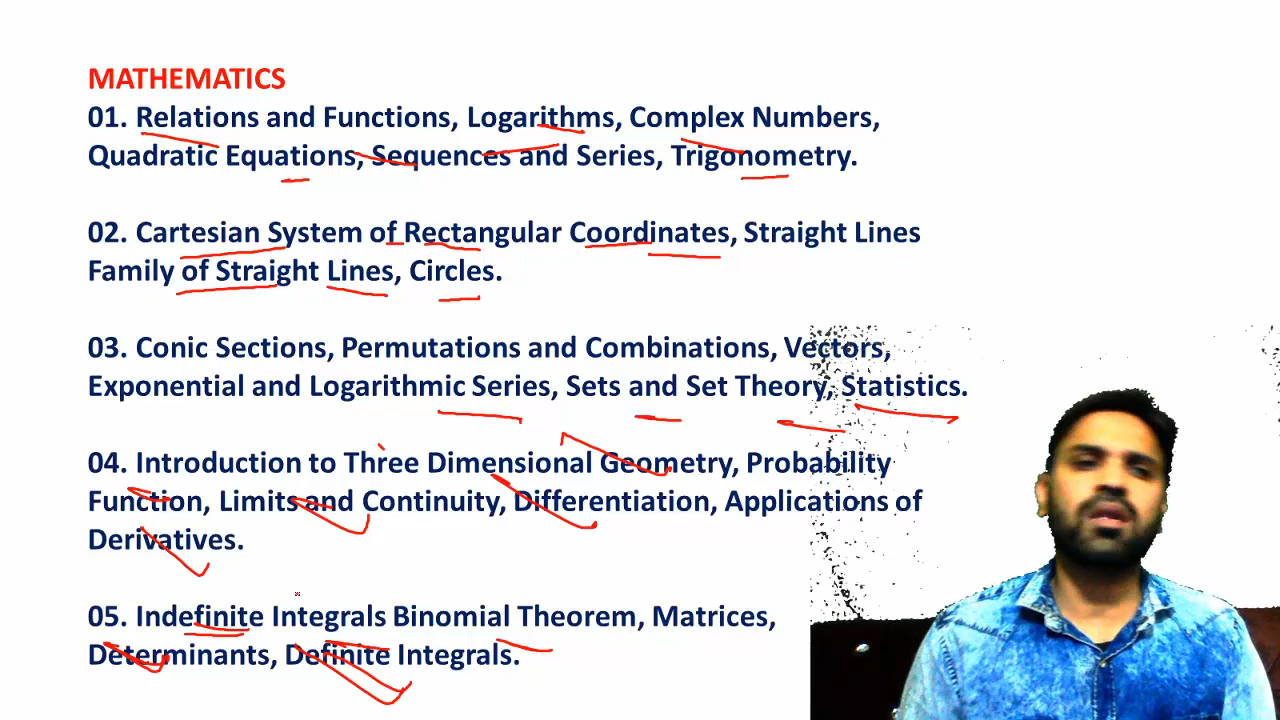 MATHEMATICS
01. Relations and Functions, Logarithms, Complex Numbers,
Quadratic Equations, Sequences and Series, Trigonometry.
02. Cartesian System of Rectangular Coordinates, Straight Lines
Family of Straight Lines, Circles.
03. Conic Sections, Permutations and Combinations, Vectors,
Exponential and Logarithmic Series, Sets and Set Theory, Statistics.
04. Introduction to Three Dimensional Geometry, Probability
Function, Limits and Continuity, Differentiation, Applications of
Derivatives.
05. Indefinite Integrals Binomial Theorem, Matrices,
Determinants, Definite Integrals.